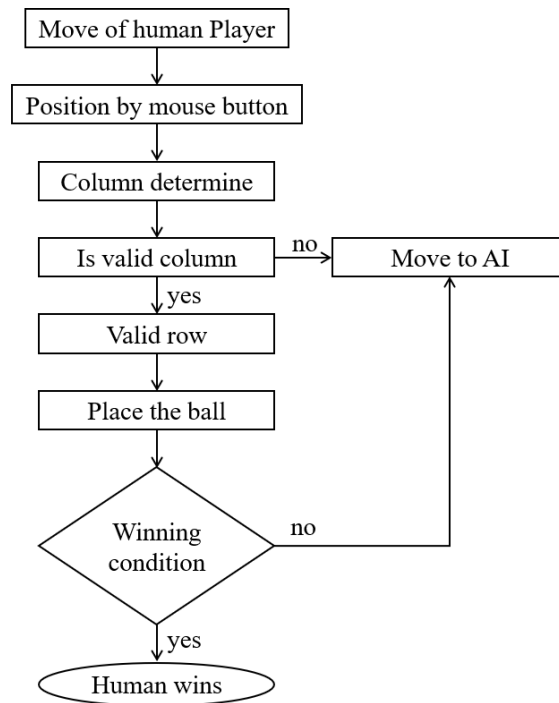 Move of human Player
Position by mouse button
Column determine
Is valid column
no
Move to AI
yes
Valid row
Place the ball
Winning
condition
no
yes
Human wins